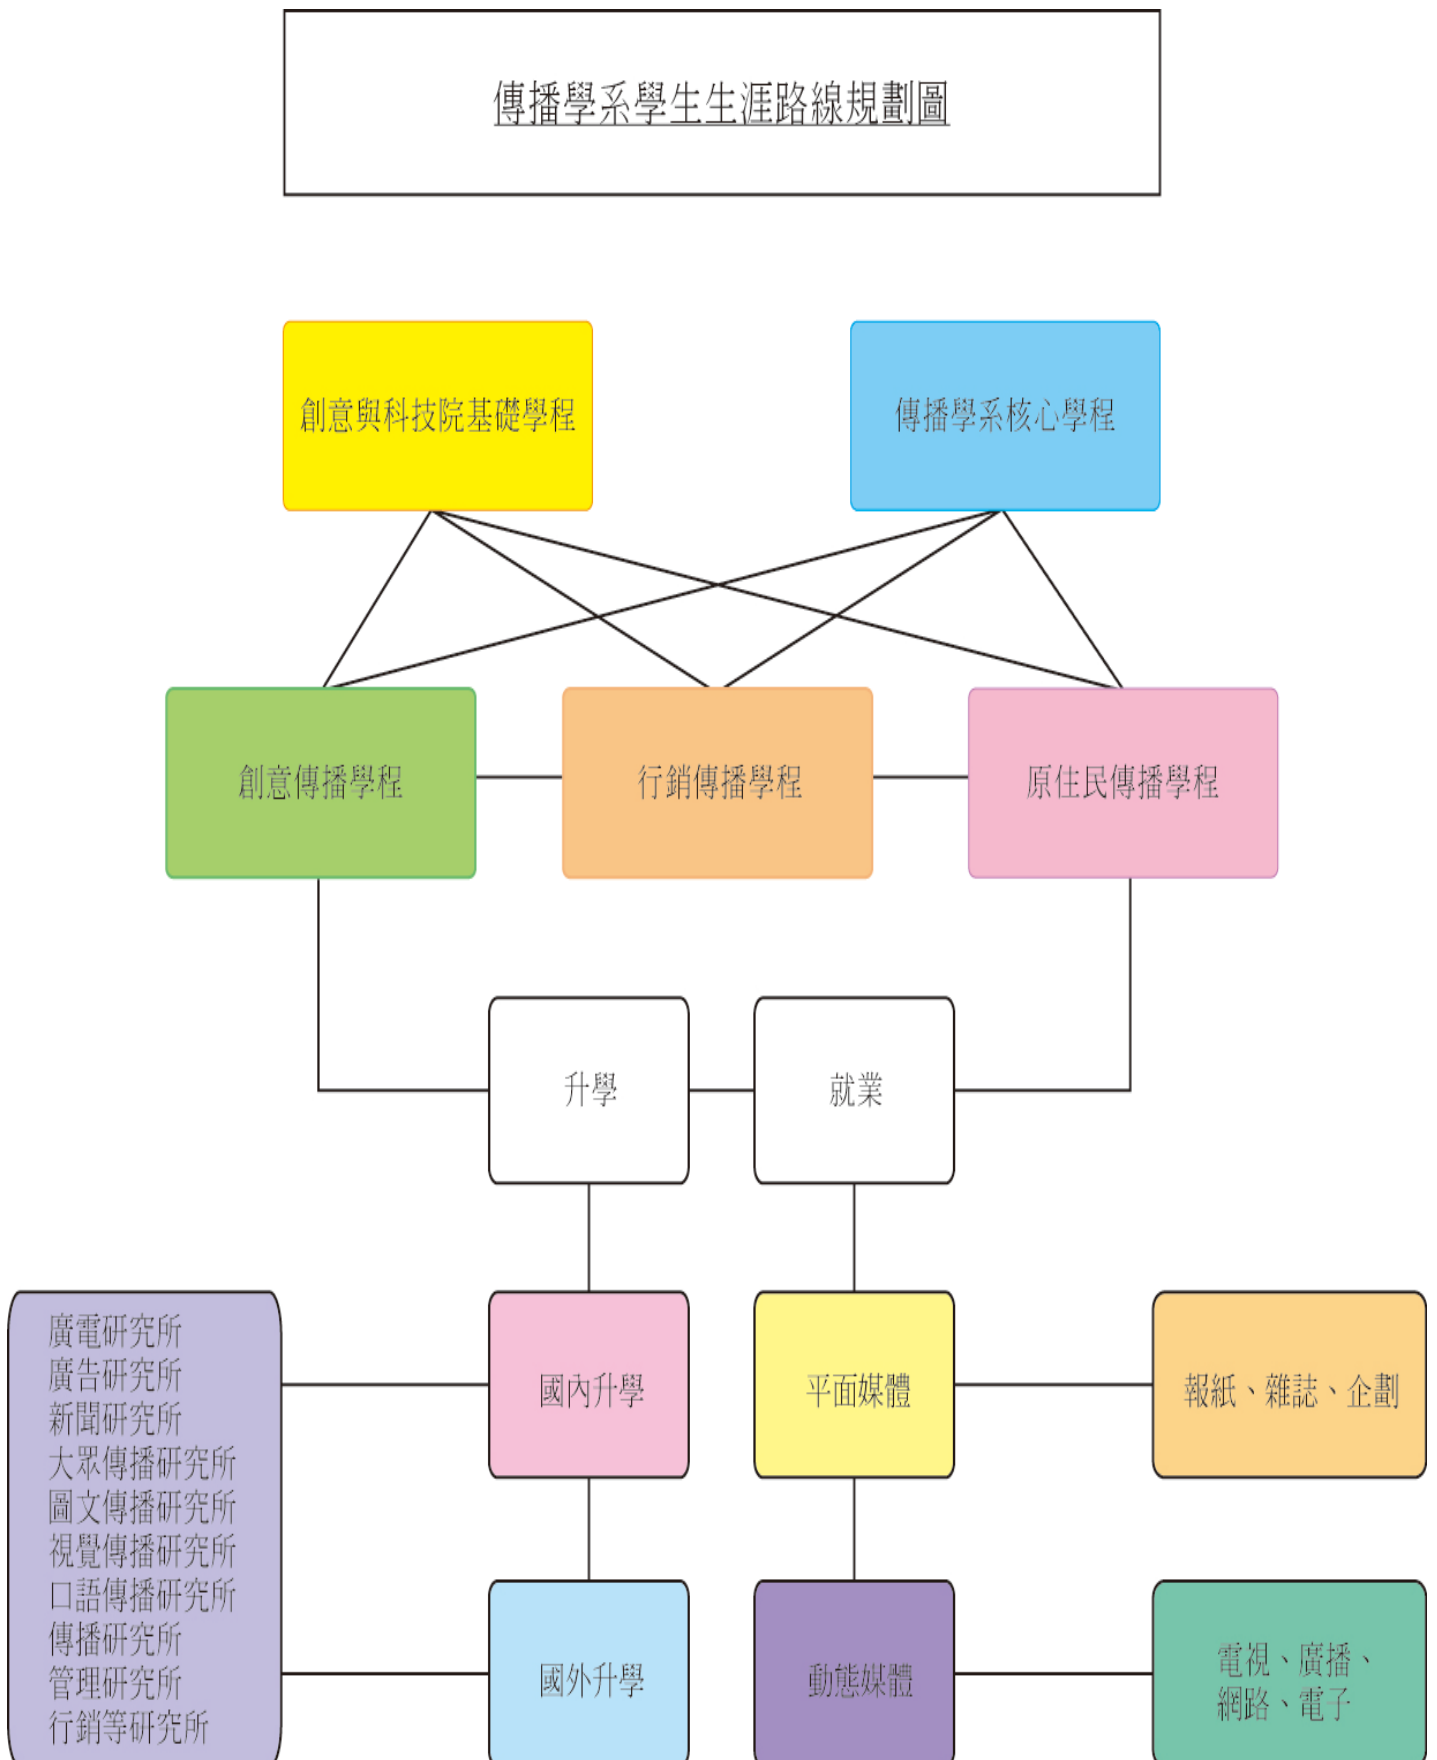 傳播學系學生生涯路線規劃圖
創意與科技院基礎學程
傳播學系核心學程
創意傳播學程
行銷傳播學程
原住民傳播學程
升學
就業
廣電研究所
廣告研究所
新聞研究所
大眾傳播研究所
圖文傳播研究所
視覺傳播研究所
口語傳播研究所
傳播研究所
管理研究所
行銷等研究所
國內升學
平面媒體
報紙、雜誌、企劃
國外升學
動態媒體
電視、廣播、
網路、電子